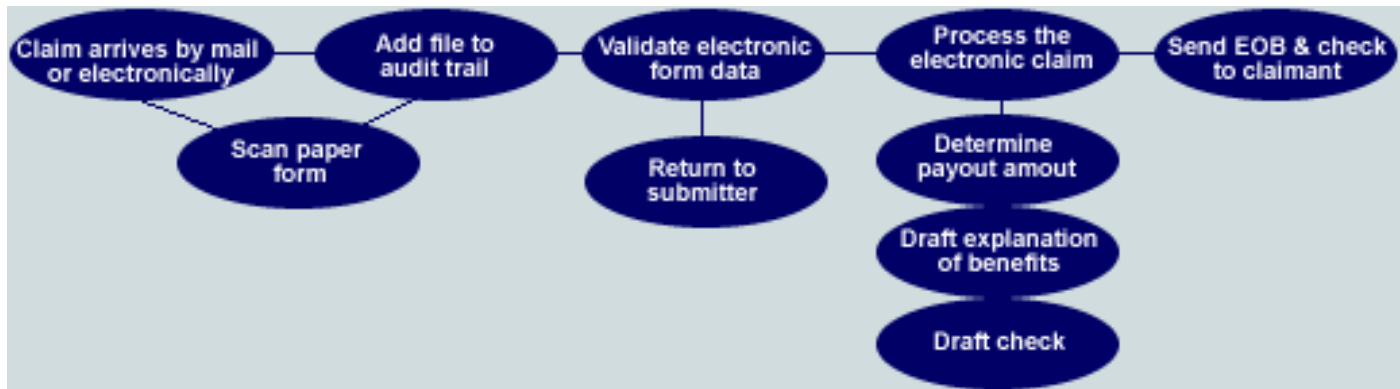 Claim arrives by mail
or electronically
Add file to
audit trail
Validate electronic
form data
Process the
electronic claim
Send EOB & check
to claimant
Scan paper
form
Return to
submitter
Determine
payout amout
Draft explanation
of benefits
Draft check